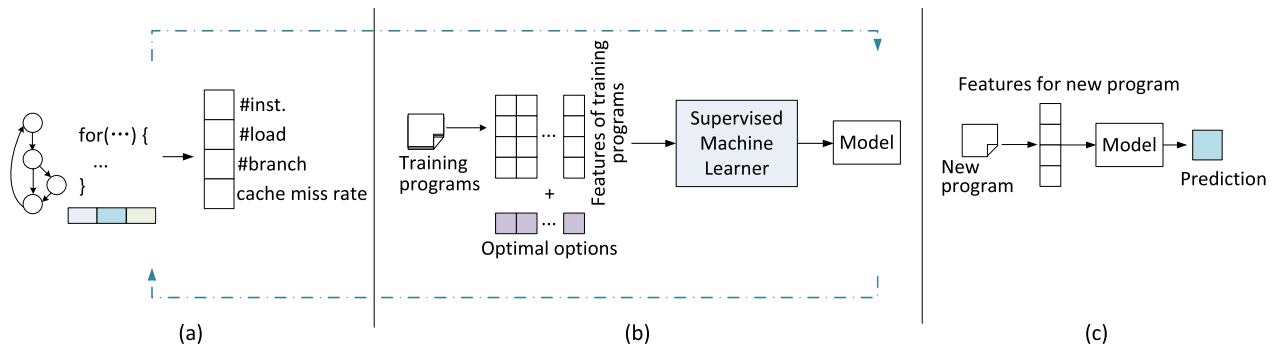 for(⋯) {
...
}
#inst.
#load
#branch
cache miss rate
(a)
Training
programs
...
Features of training
programs
+
...
Optimal options
Supervised
Machine
Learner
Model
(b)
Features for new program
New
program
Model
Prediction
(c)